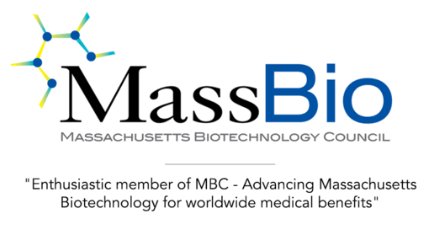 MassBio
Massachusetts Biotechnology Council
"Enthusiastic member of MBC - Advancing Massachusetts
Biotechnology for worldwide medical benefits"